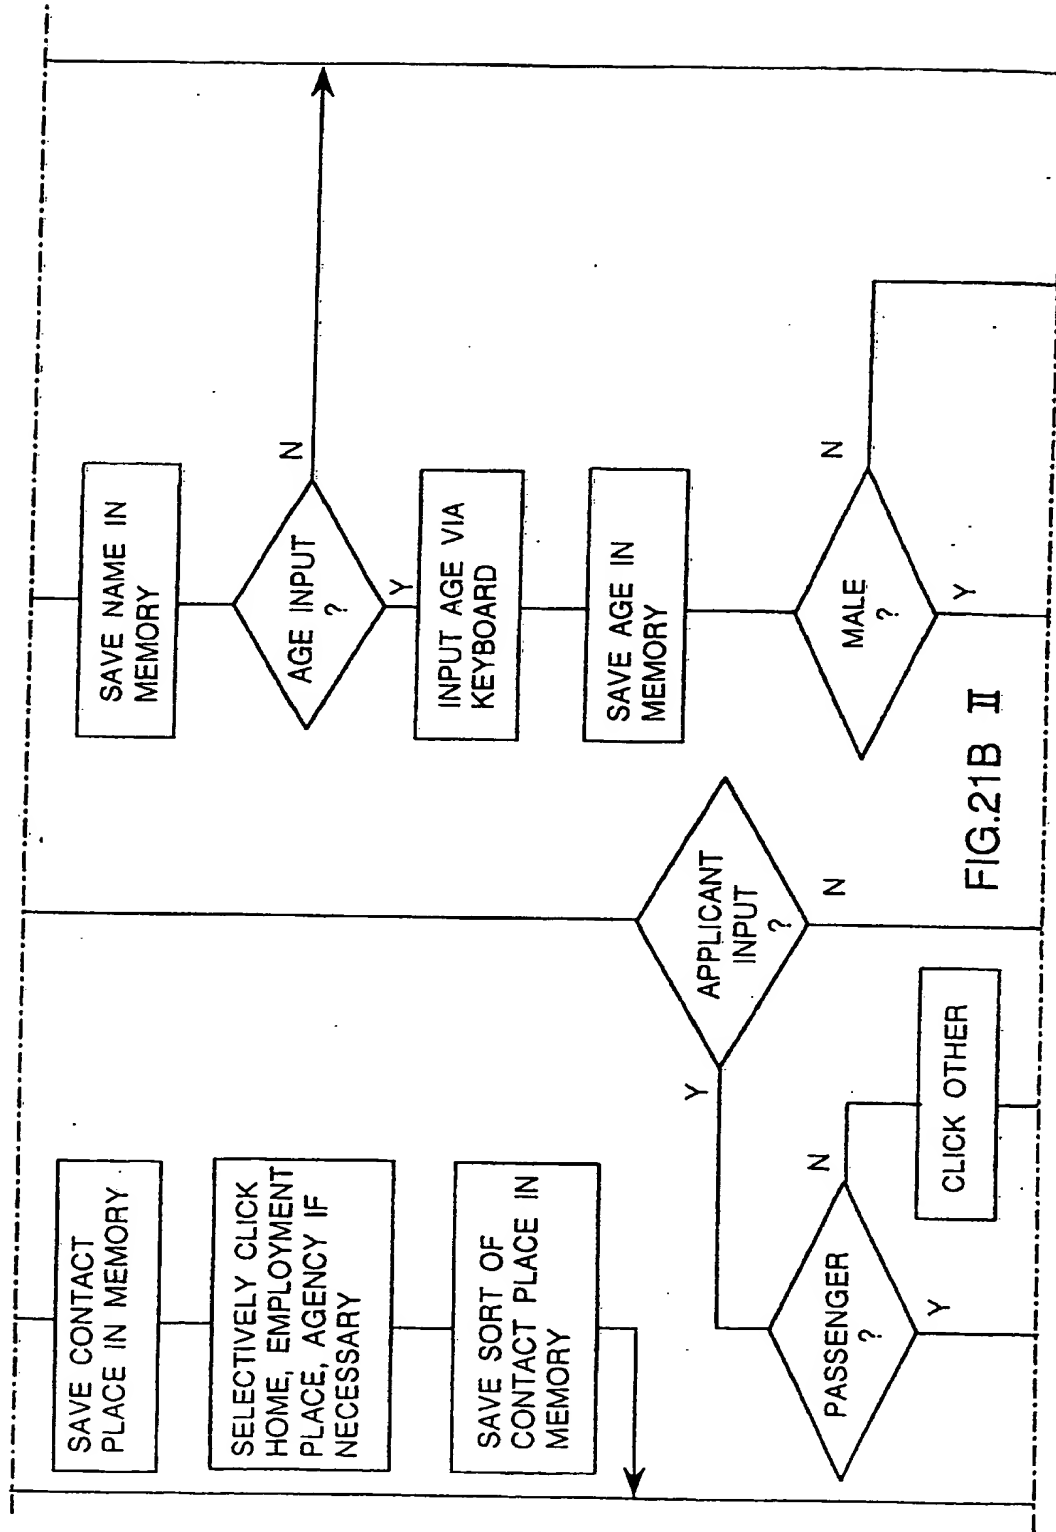 SAVE CONTACT
PLACE IN MEMORY
SELECTIVELY CLICK
HOME, EMPLOYMENT
PLACE, AGENCY IF
NECESSARY
SAVE SORT OF
CONTACT PLACE IN
MEMORY
APPLICANT
INPUT
?
Y
N
PASSENGER
?
N
Y
CLICK OTHER
SAVE NAME IN
MEMORY
AGE INPUT
?
N
Y
INPUT AGE VIA
KEYBOARD
SAVE AGE IN
MEMORY
MALE
?
N
Y
FIG.21B II